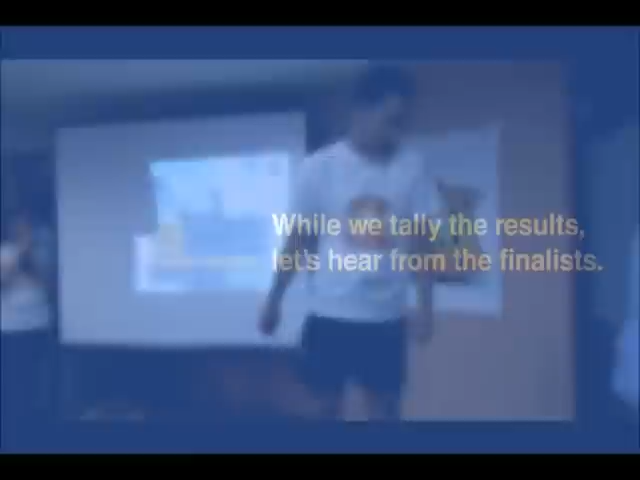 While we tally the results,
let's hear from the finalists.